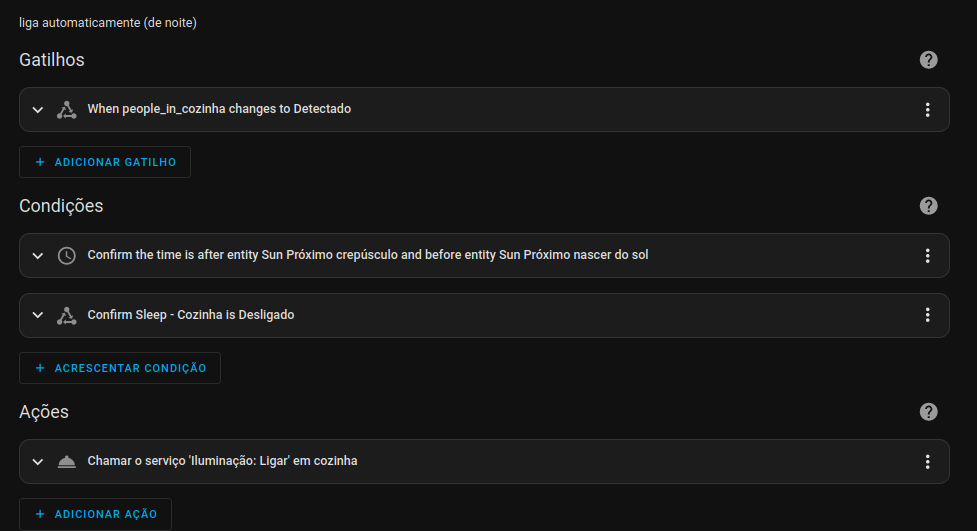 liga automaticamente (de noite)
Gatilhos
When people_in_cozinha changes to Detectado
+ ADICIONAR GATILHO
Condições
Confirm the time is after entity Sun Próximo crepúsculo and before entity Sun Próximo nascer do sol
Confirm Sleep - Cozinha is Desligado
+ ACRESCENTAR CONDIÇÃO
Ações
Chamar o serviço 'Iluminação: Ligar' em cozinha
+ ADICIONAR AÇÃO